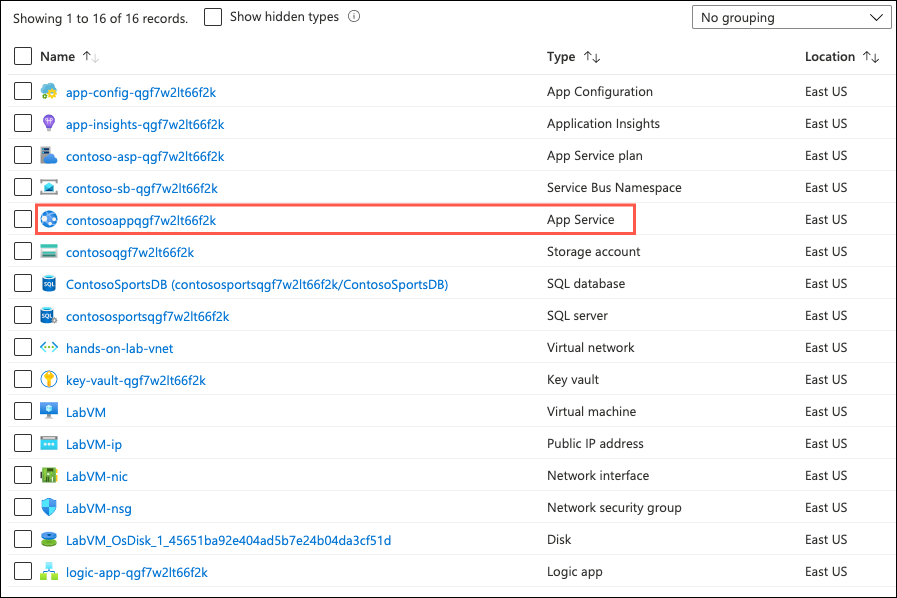 Showing 1 to 16 of 16 records. Show hidden types No grouping
Name Type Location
app-config-qgf7w2lt66f2k App Configuration East US
app-insights-qgf7w2lt66f2k Application Insights East US
contoso-asp-qgf7w2lt66f2k App Service plan East US
contoso-sb-qgf7w2lt66f2k Service Bus Namespace East US
contosoappqgf7w2lt66f2k App Service East US
contosoqgf7w2lt66f2k Storage account East US
ContosoSportsDB (contososportsqgf7w2lt66f2k/ContosoSportsDB) SQL database East US
contososportsqgf7w2lt66f2k SQL server East US
hands-on-lab-vnet Virtual network East US
key-vault-qgf7w2lt66f2k Key vault East US
LabVM Virtual machine East US
LabVM-ip Public IP address East US
LabVM-nic Network interface East US
LabVM-nsg Network security group East US
LabVM_OsDisk_1_45651ba92e404ad5b7e24b04da3cf51d Disk East US
logic-app-qgf7w2lt66f2k Logic app East US